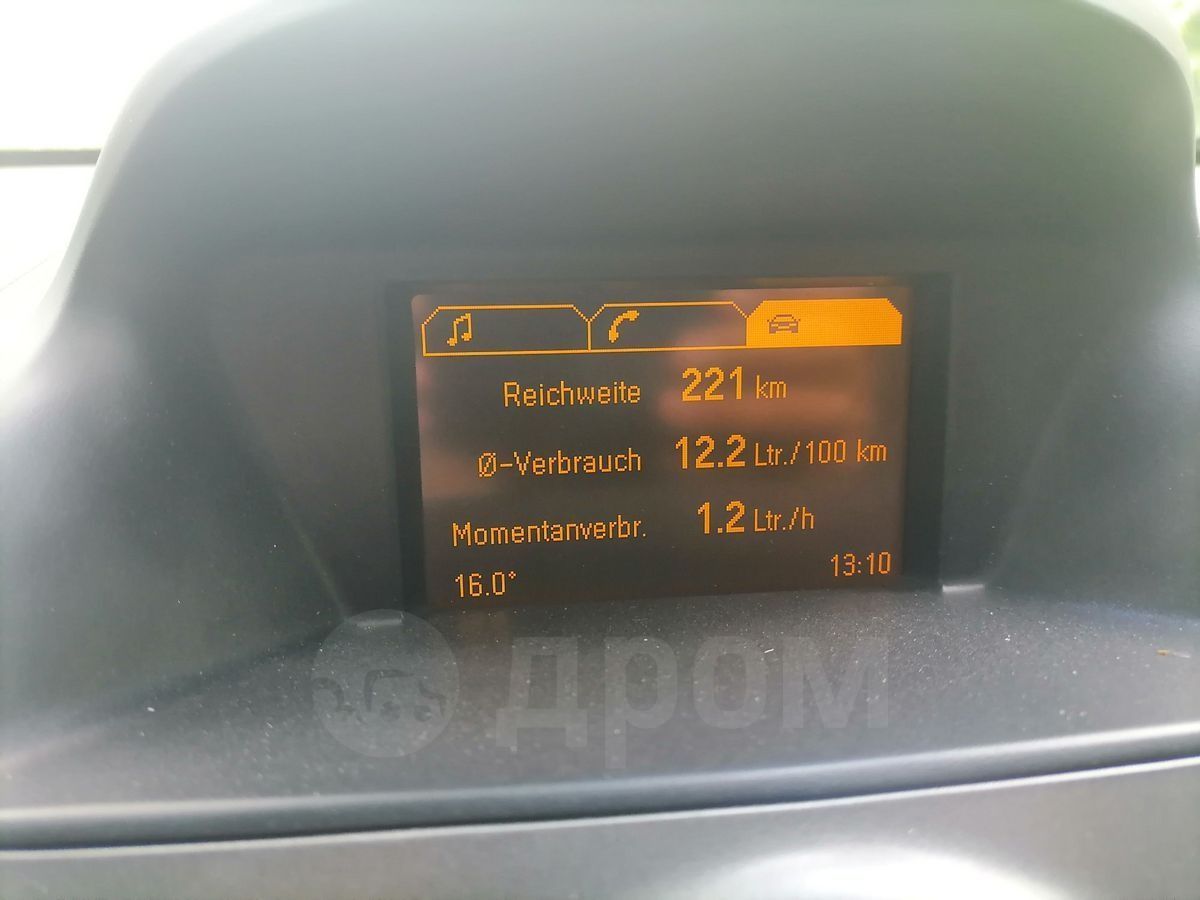 Reichweite 221 km
Ø-Verbrauch 12.2 Ltr./100 km
Momentanverbr. 1.2 Ltr./h
16.0° 13:10
дром